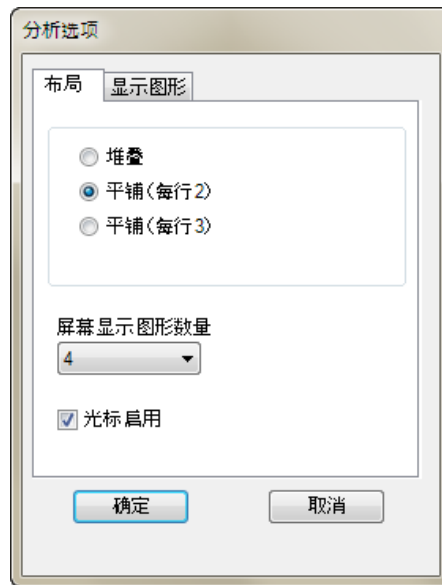 分析选项
布局 显示图形
堆叠
平铺(每行2)
平铺(每行3)
屏幕显示图形数量
4
光标启用
确定 取消